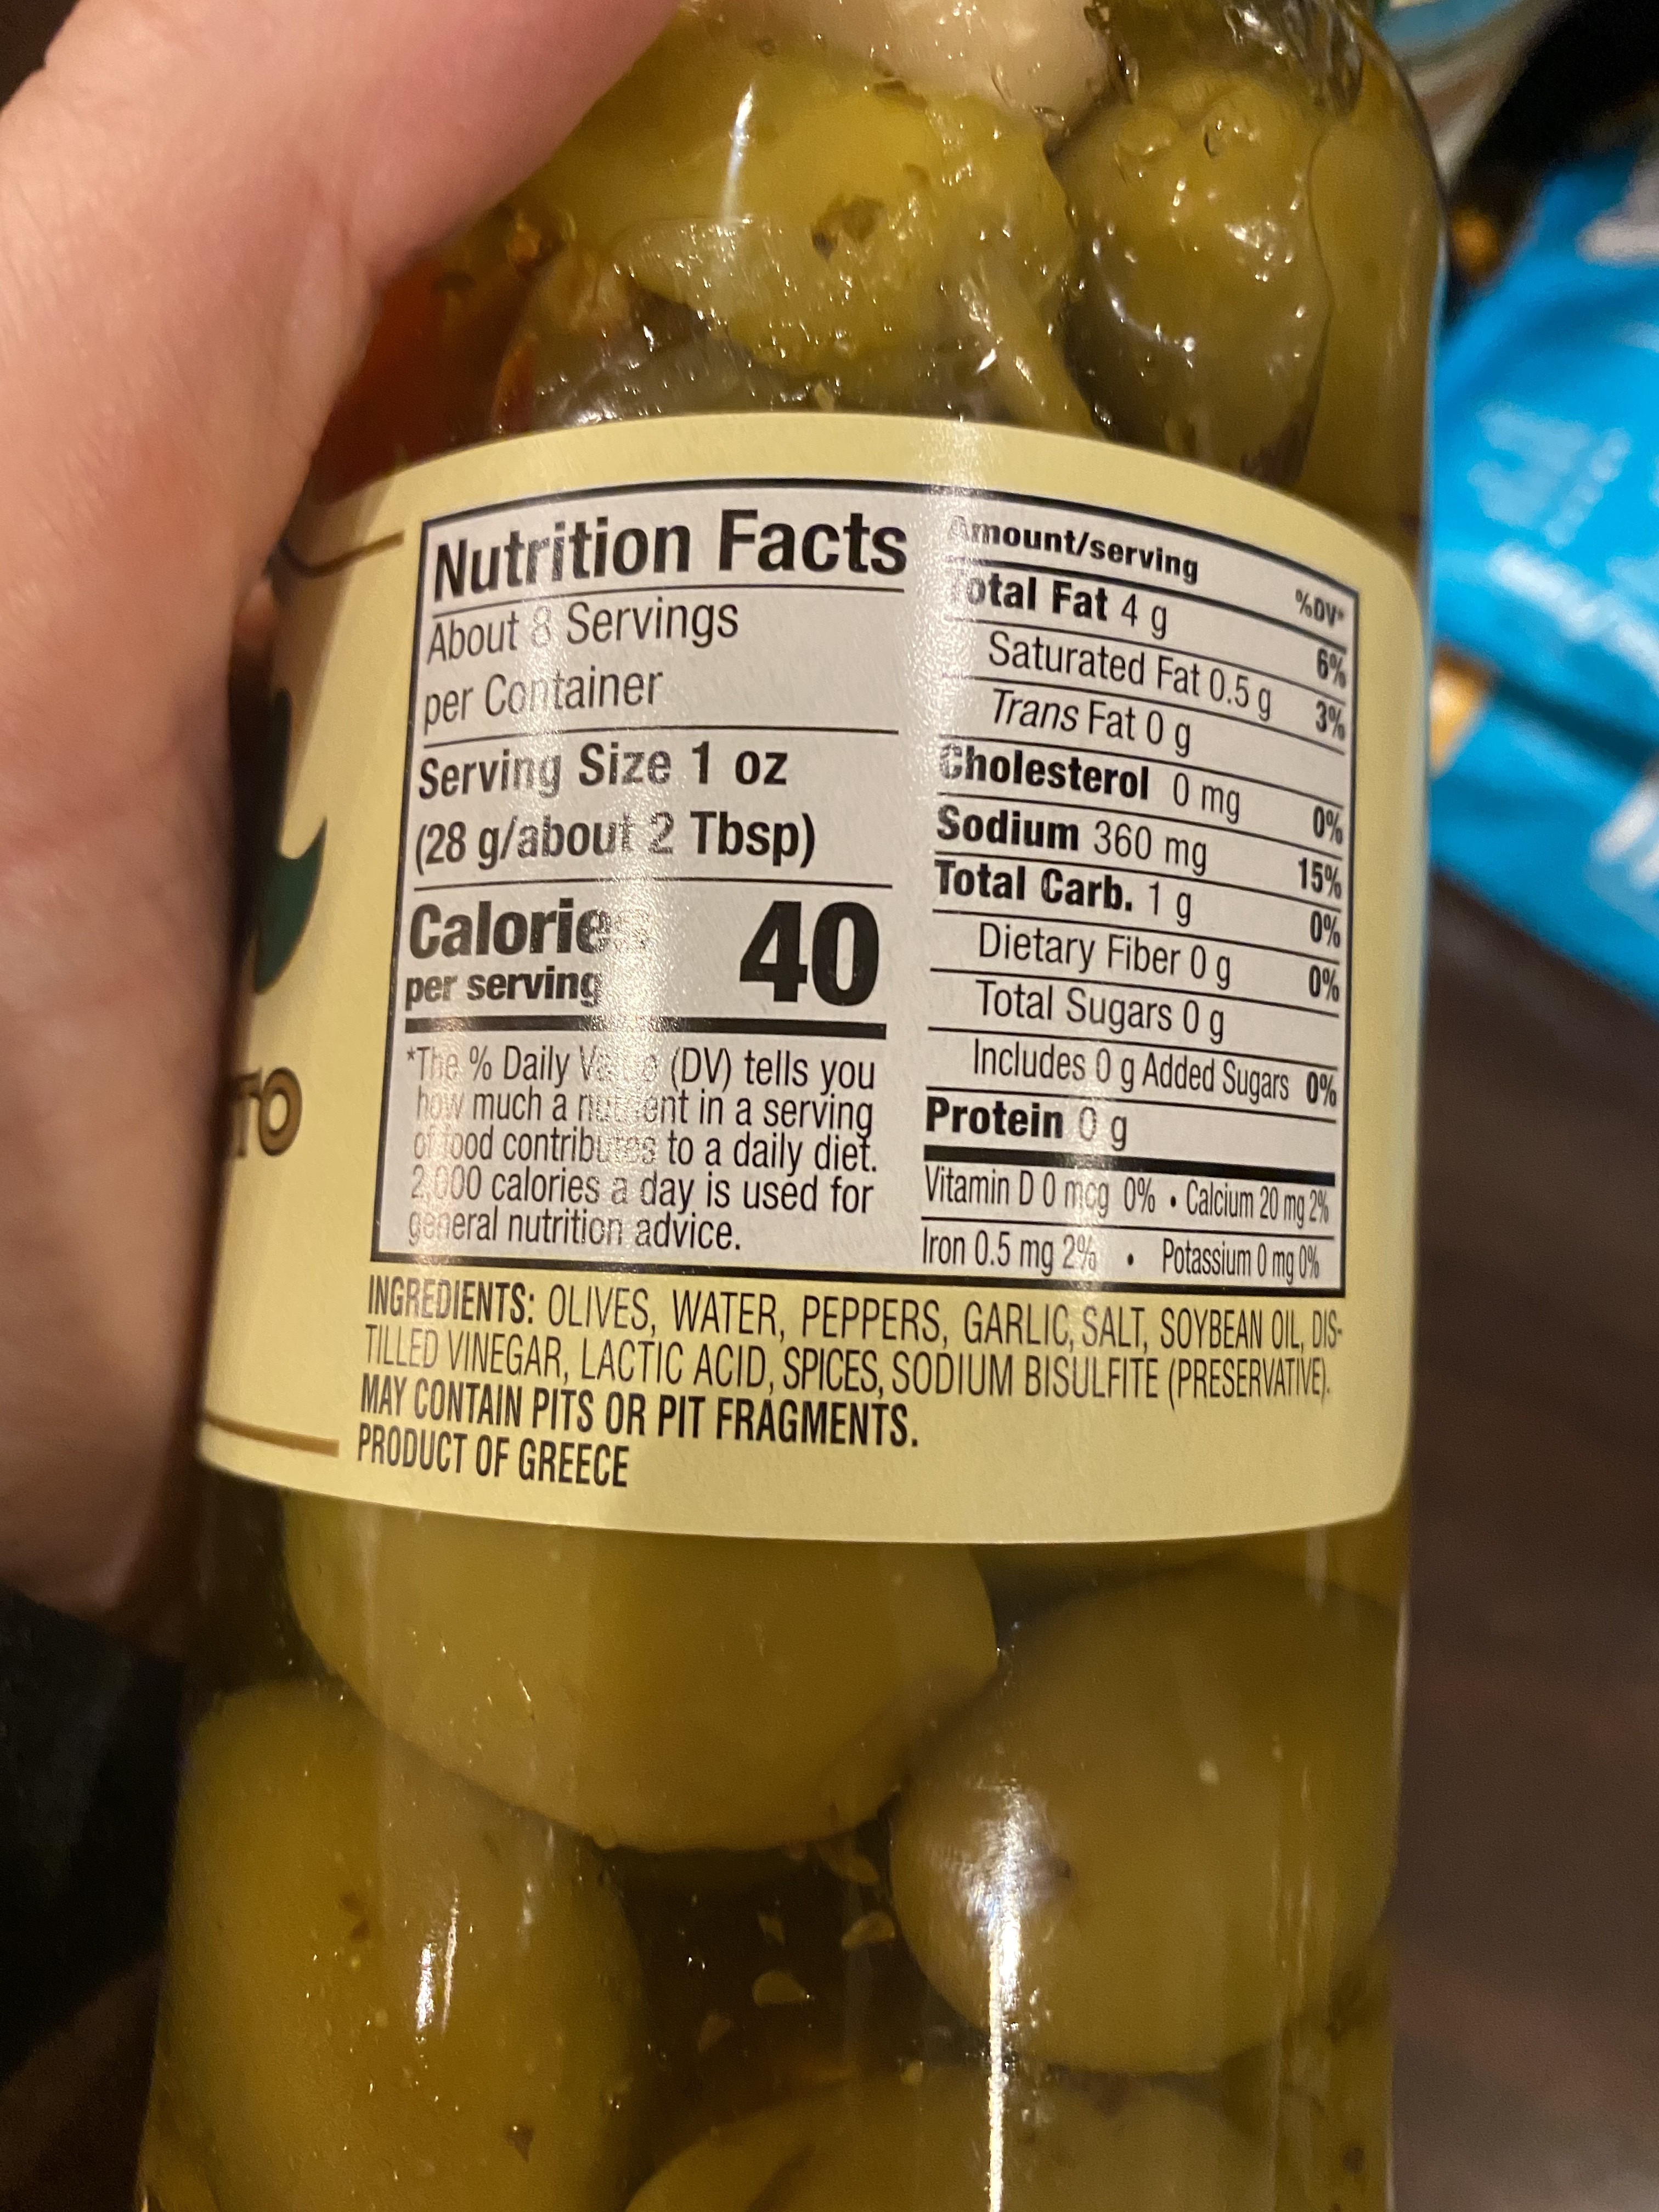 Nutrition Facts
About 8 Servings
per Container
Serving Size 1 oz
(28 g/about 2 Tbsp)
Calories
per serving
40
*The % Daily Value (DV) tells you
how much a nutrient in a serving
of food contributes to a daily diet.
2,000 calories a day is used for
general nutrition advice.
Amount/serving %DV*
Total Fat 4 g 6%
Saturated Fat 0.5 g 3%
Trans Fat 0 g
Cholesterol 0 mg 0%
Sodium 360 mg 15%
Total Carb. 1 g 0%
Dietary Fiber 0 g 0%
Total Sugars 0 g
Includes 0 g Added Sugars 0%
Protein 0 g
Vitamin D 0 mcg 0% • Calcium 20 mg 2%
Iron 0.5 mg 2% • Potassium 0 mg 0%
INGREDIENTS: OLIVES, WATER, PEPPERS, GARLIC, SALT, SOYBEAN OIL, DIS-
TILLED VINEGAR, LACTIC ACID, SPICES, SODIUM BISULFITE (PRESERVATIVE).
MAY CONTAIN PITS OR PIT FRAGMENTS.
PRODUCT OF GREECE